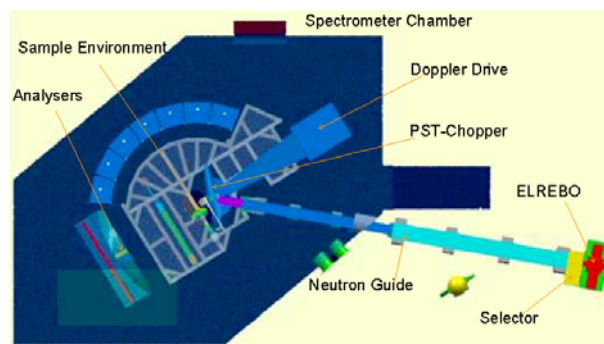 Spectrometer Chamber
Sample Environment
Doppler Drive
Analysers
PST-Chopper
ELREBO
Neutron Guide
Selector